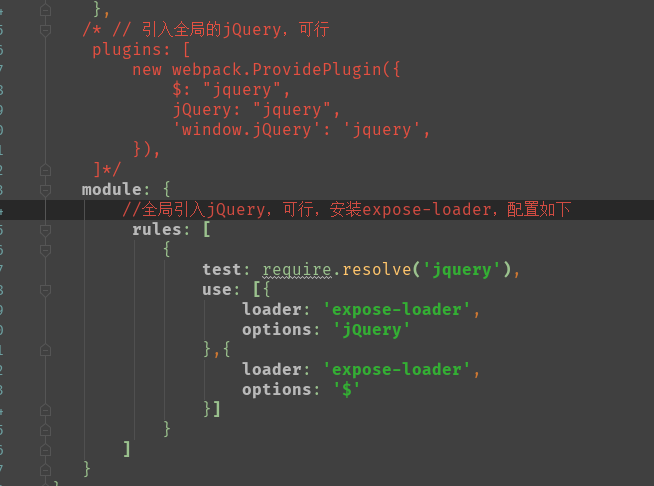 },
/* // 引入全局的jQuery，可行
plugins: [
new webpack.ProvidePlugin({
$: "jquery",
jQuery: "jquery",
'window.jQuery': 'jquery',
}),
]*/
module: {
//全局引入jQuery，可行，安装expose-loader，配置如下
rules: [
{
test: require.resolve('jquery'),
use: [{
loader: 'expose-loader',
options: 'jQuery'
},{
loader: 'expose-loader',
options: '$'
}]
}
]
}